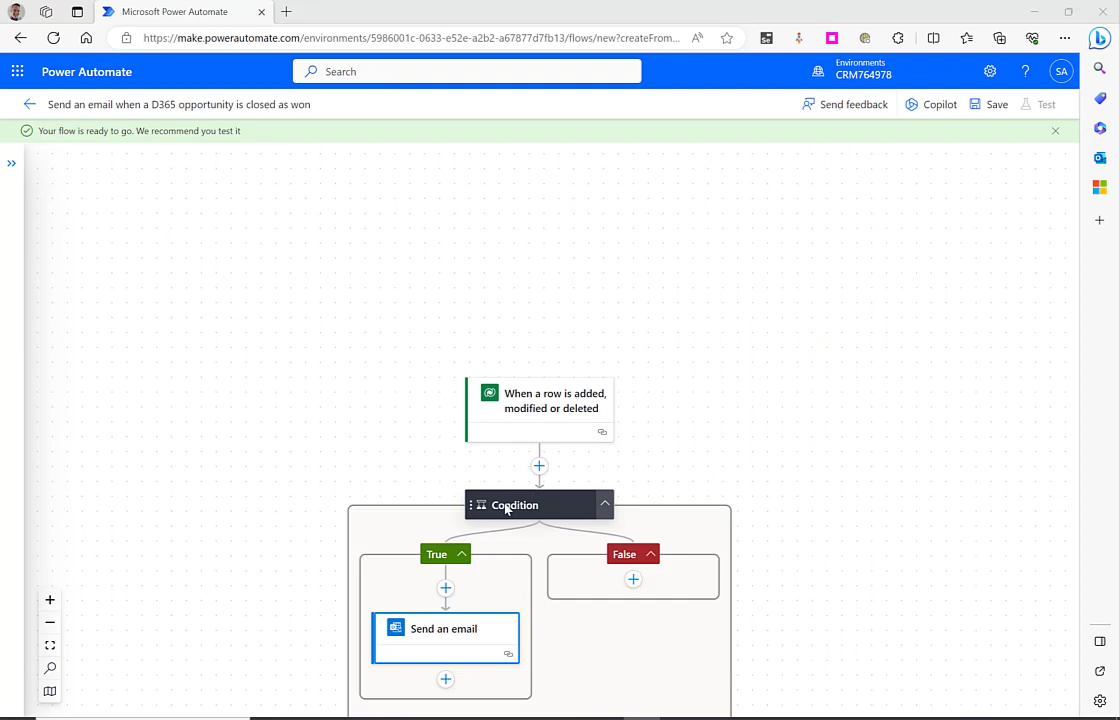 Microsoft Power Automate
https://make.powerautomate.com/environments/5986001c-0633-e52e-a2b2-a67877d7fb13/flows/new?createFrom...
Power Automate
Search
Environments
CRM764978
SA
Send an email when a D365 opportunity is closed as won
Send feedback
Copilot
Save
Test
Your flow is ready to go. We recommend you test it
When a row is added,
modified or deleted
Condition
True
False
Send an email